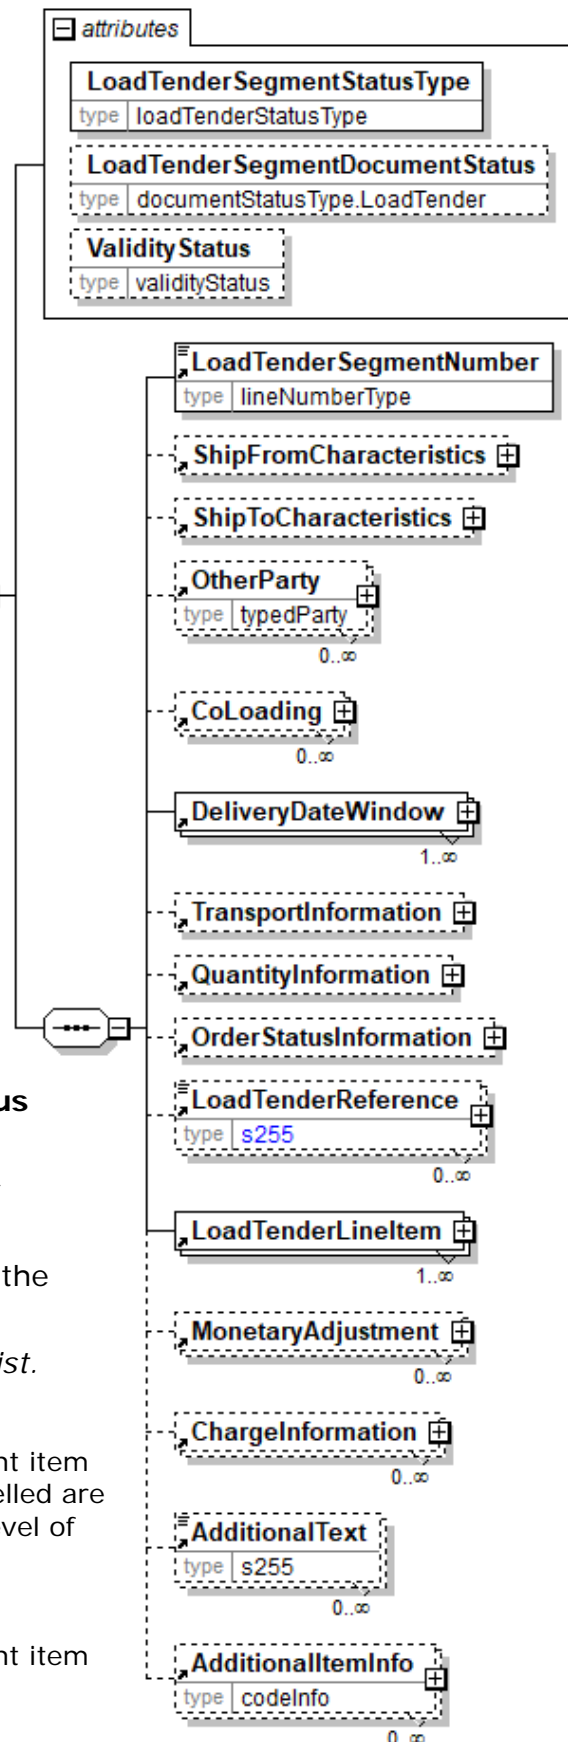 attributes
LoadTenderSegmentStatusType
type loadTenderStatusType
LoadTenderSegmentDocumentStatus
type documentStatusType.LoadTender
ValidityStatus
type validityStatus
LoadTenderSegmentNumber
type lineNumberType
ShipFromCharacteristics
ShipToCharacteristics
OtherParty
type typedParty
0..∞
CoLoading
0..∞
DeliveryDateWindow
1..∞
TransportInformation
QuantityInformation
OrderStatusInformation
us
LoadTenderReference
type s255
0..∞
LoadTenderLineItem
the
1..∞
MonetaryAdjustment
ist.
0..∞
ChargeInformation
nt item
0..∞
elled are
evel of
AdditionalText
type s255
0..∞
nt item
AdditionalItemInfo
type codeInfo
0..∞